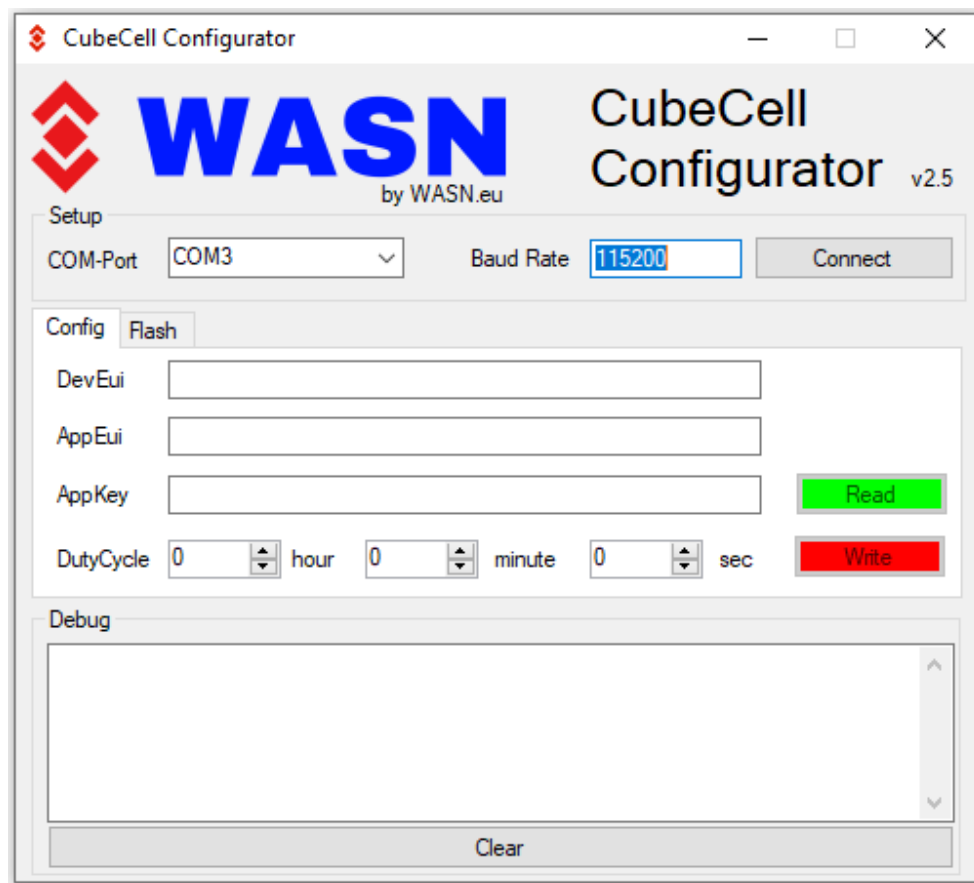 CubeCell Configurator
WASN
by WASN.eu
CubeCell
Configurator v2.5
Setup
COM-Port COM3 Baud Rate 115200 Connect
Config Flash
DevEui
AppEui
AppKey Read
DutyCycle 0 hour 0 minute 0 sec Write
Debug
Clear